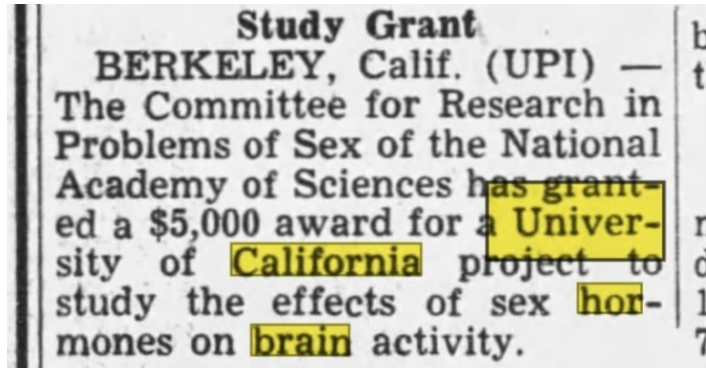 Study Grant
BERKELEY, Calif. (UPI) —
The Committee for Research in
Problems of Sex of the National
Academy of Sciences has grant-
ed a $5,000 award for a Univer-
sity of California project to
study the effects of sex hor-
mones on brain activity.